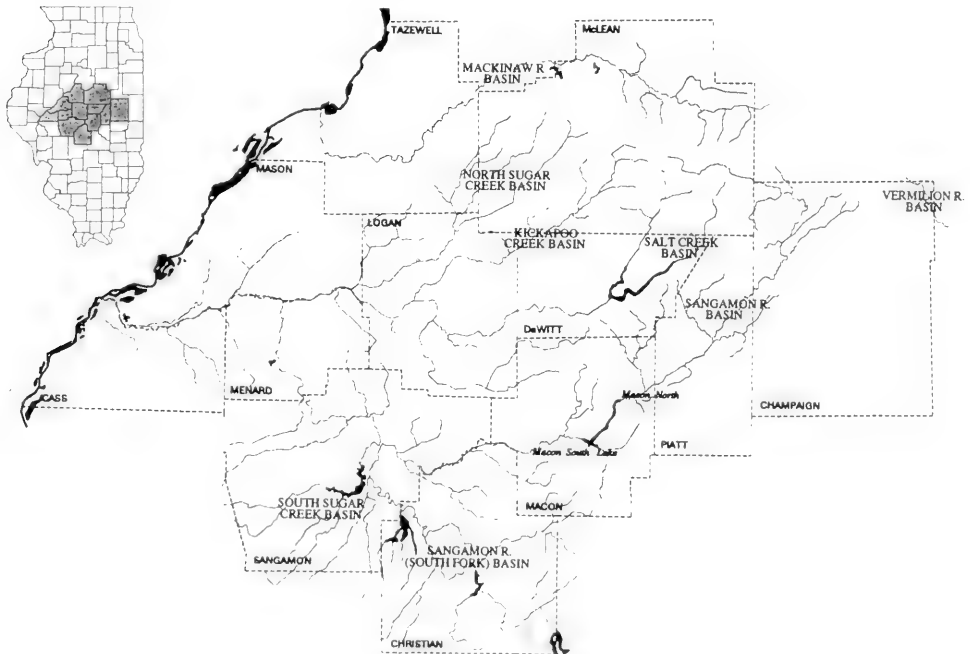 TAZEWELL
McLEAN
MACKINAW R.
BASIN
MASON
NORTH SUGAR
CREEK BASIN
VERMILION R.
BASIN
LOGAN
KICKAPOO
CREEK BASIN
SALT CREEK
BASIN
SANGAMON R.
BASIN
DeWITT
CASS
MENARD
Macon North
CHAMPAIGN
PIATT
Macon South Lake
MACON
SOUTH SUGAR
CREEK BASIN
SANGAMON
SANGAMON R.
(SOUTH FORK) BASIN
CHRISTIAN